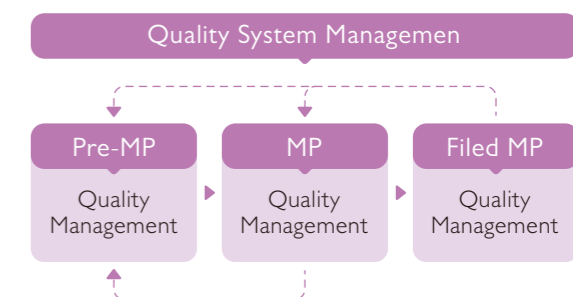 Quality System Managemen
Pre-MP
MP
Filed MP
Quality
Management
Quality
Management
Quality
Management